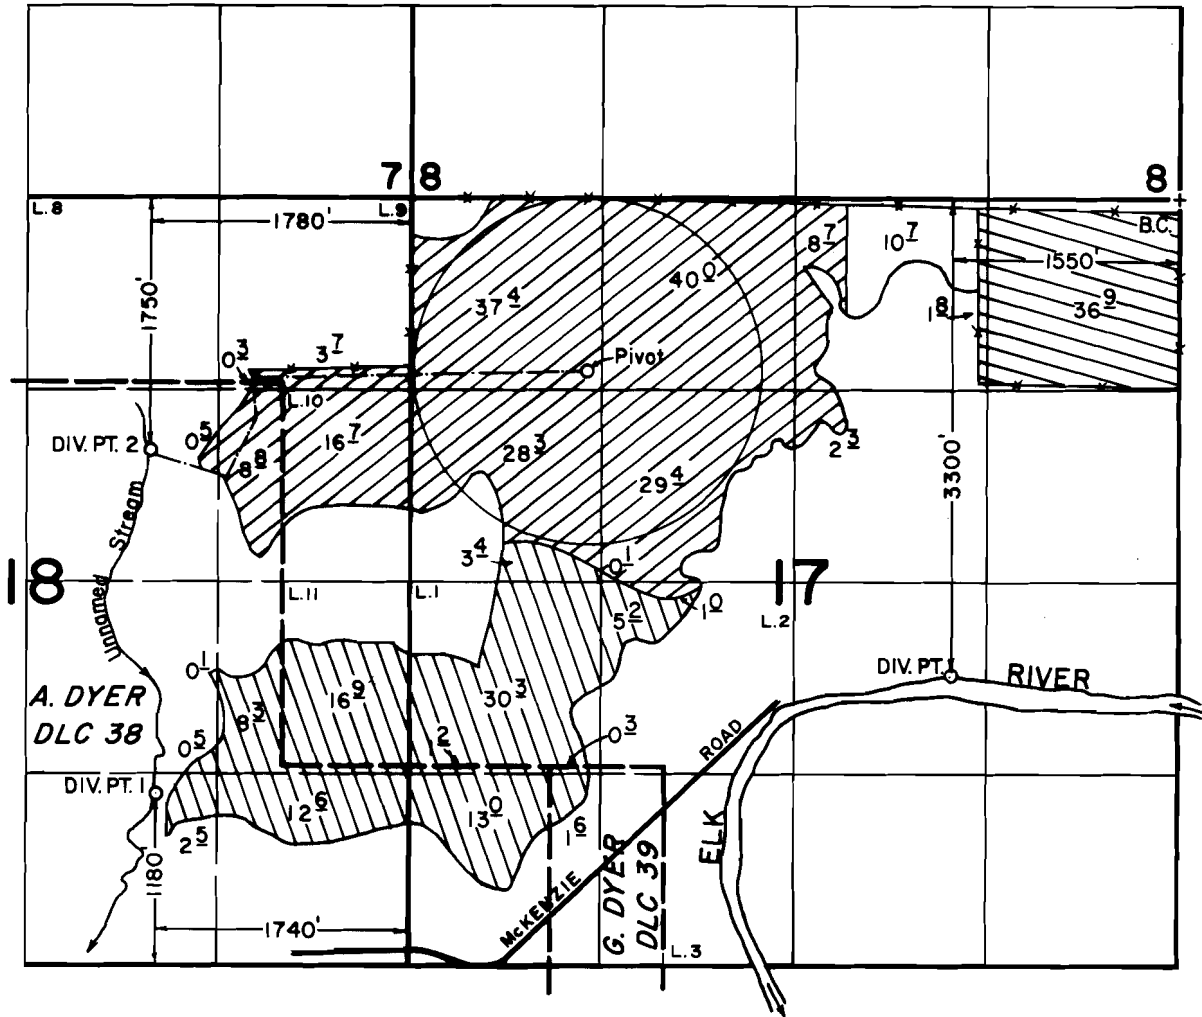 7 8
8
L.8
1780'
L.9
B.C.
8 7
10 7
1550'
40 0
37 4
36 9
1 8
1750'
3 7
0 3
Pivot
L.10
0 5
16 7
DIV. PT. 2
8 8
28 3
2 3
29 4
3300'
Unnamed Stream
3 4
0 1
18
17
L.11
L.1
5 2
1 0
L.2
0 1
DIV. PT.
RIVER
A. DYER
DLC 38
8 3
16 9
30 3
0 5
1 2
0 3
ROAD
DIV. PT. 1
12 6
13 0
1 6
2 5
ELK
1180'
G. DYER
DLC 39
McKENZIE
1740'
L.3